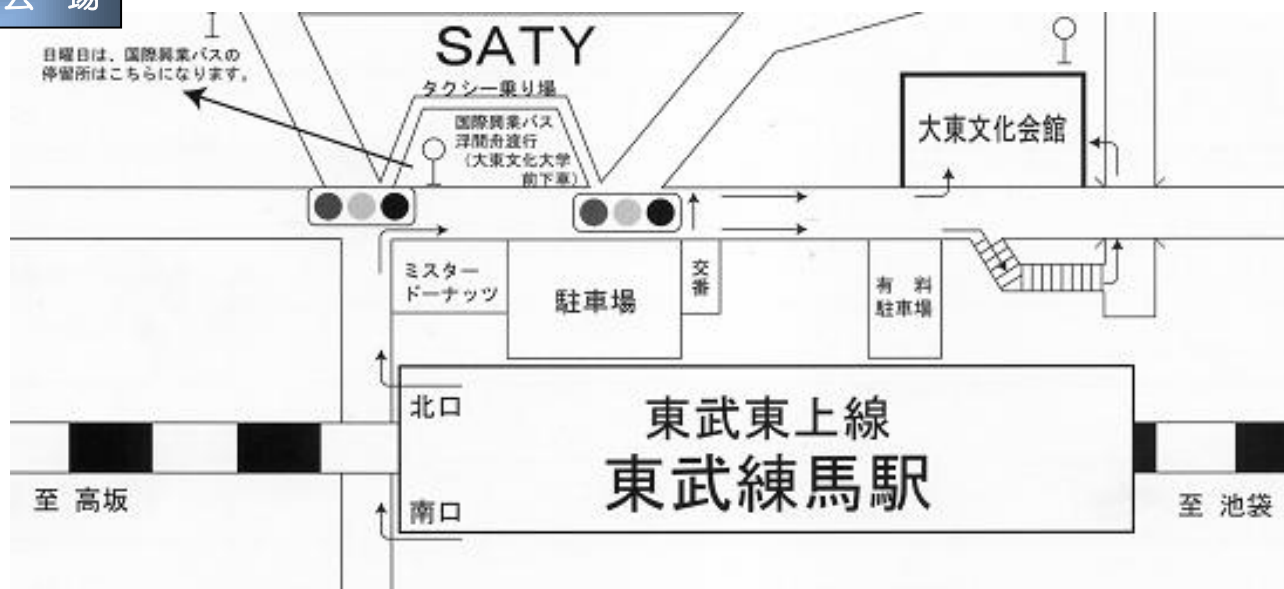 会 場
日曜日は、国際興業バスの
停留所はこちらになります。
SATY
タクシー乗り場
国際興業バス
浮間舟渡行
(大東文化大学
前下車)
大東文化会館
ミスター
ドーナッツ
駐車場
交番
有 料
駐車場
北口
東武東上線
東武練馬駅
南口
至 高坂
至 池袋